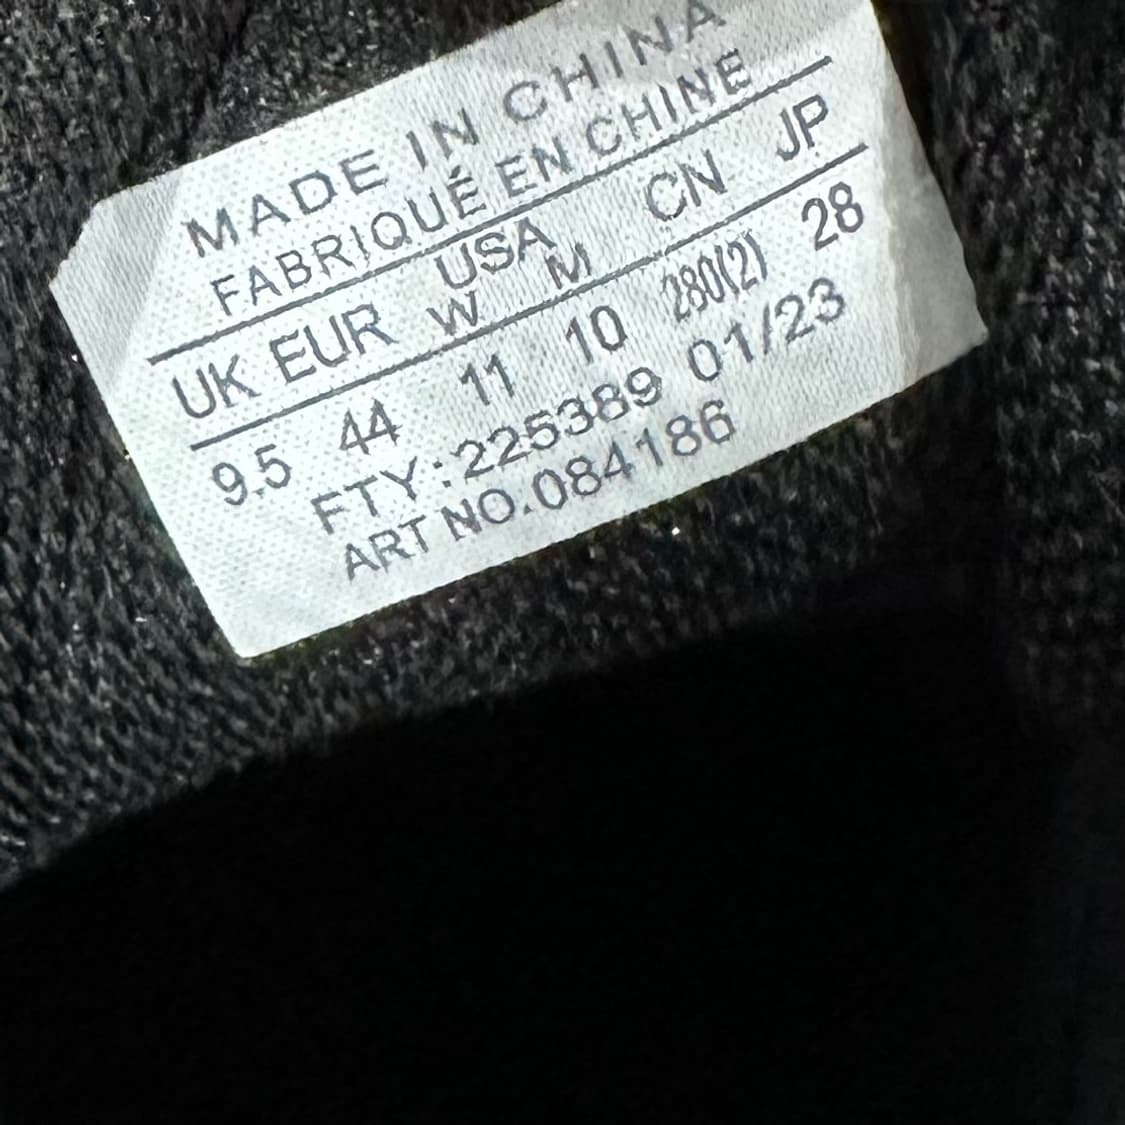 MADE IN CHINA
FABRIQUÉ EN CHINE
UK EUR USA W M CN JP
9.5 44 11 10 280(2) 28
FTY:225389 01/23
ART NO.084186